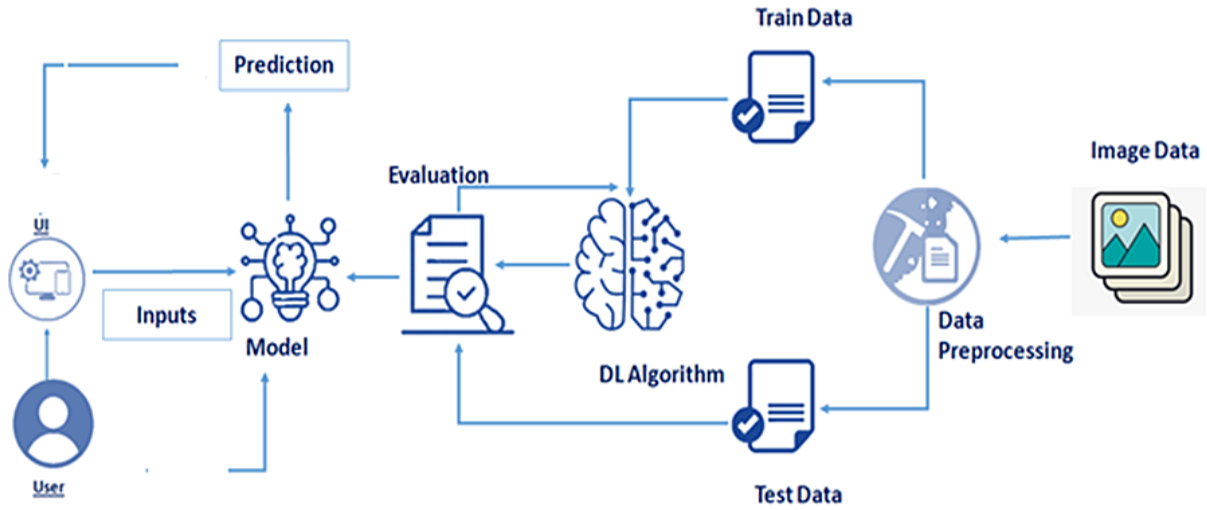 Train Data
Prediction
Image Data
Evaluation
UI
Inputs
Model
Data
Preprocessing
DL Algorithm
User
Test Data